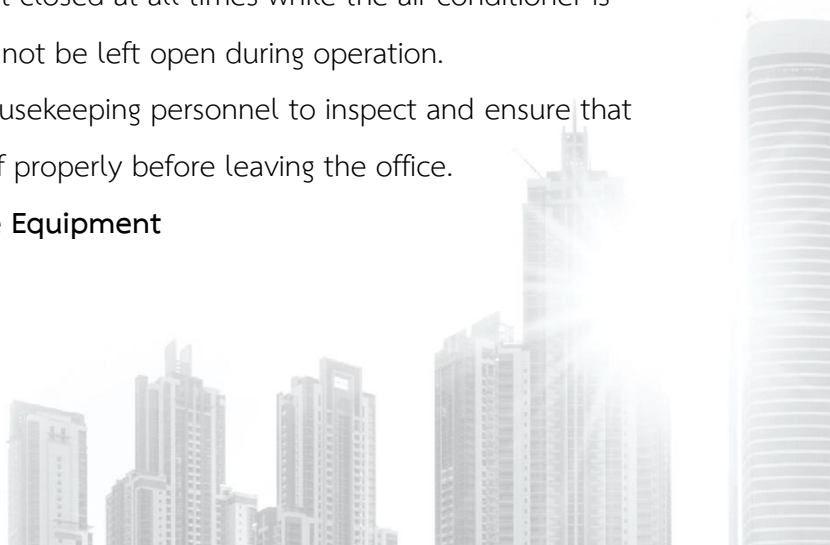 closed at all times while the air conditioner is
not be left open during operation.
usekeeping personnel to inspect and ensure that
f properly before leaving the office.
Equipment